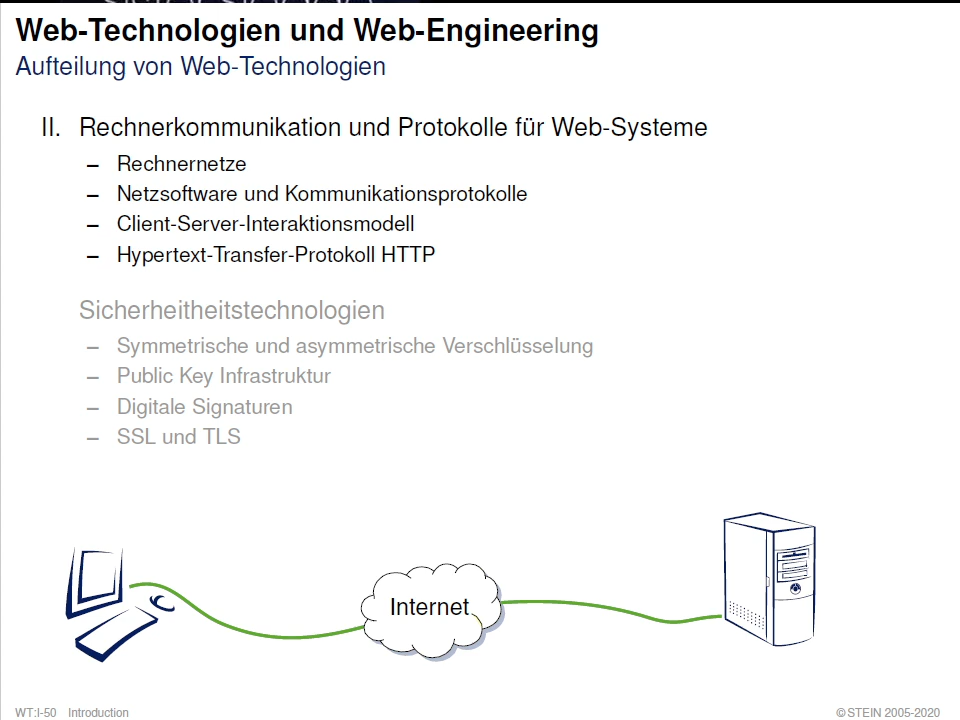 Web-Technologien und Web-Engineering
Aufteilung von Web-Technologien
II. Rechnerkommunikation und Protokolle für Web-Systeme
– Rechnernetze
– Netzsoftware und Kommunikationsprotokolle
– Client-Server-Interaktionsmodell
– Hypertext-Transfer-Protokoll HTTP
Sicherheitheitstechnologien
– Symmetrische und asymmetrische Verschlüsselung
– Public Key Infrastruktur
– Digitale Signaturen
– SSL und TLS
Internet
WT:I-50 Introduction
© STEIN 2005-2020